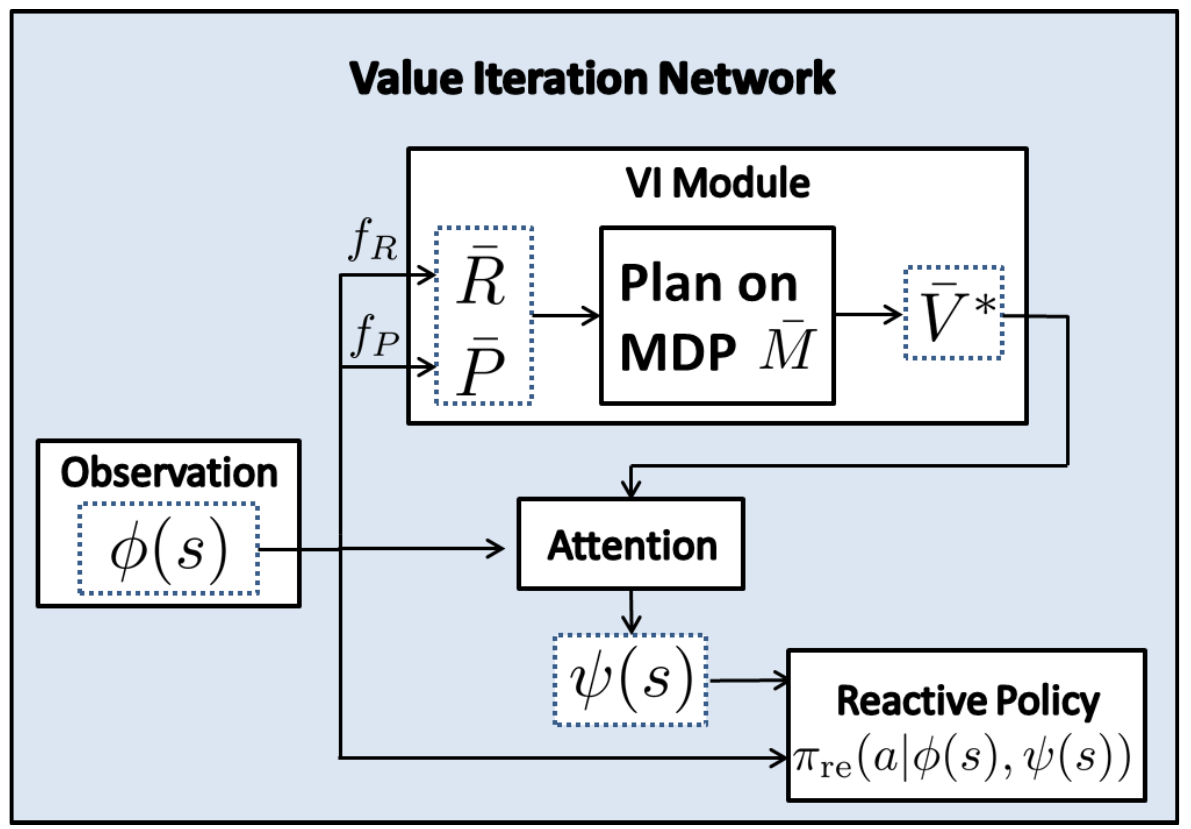 Value Iteration Network
VI Module
f_R
R̄
f_P
P̄
Plan on
MDP M̄
V̄*
Observation
ϕ(s)
Attention
ψ(s)
Reactive Policy
π_re(a|ϕ(s), ψ(s))